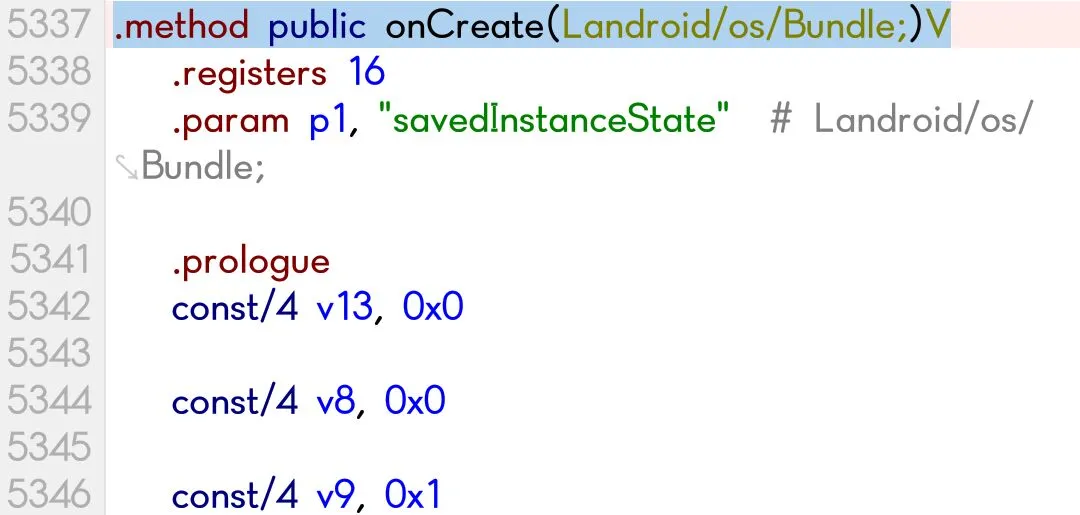 5337 .method public onCreate(Landroid/os/Bundle;)V
5338 .registers 16
5339 .param p1, "savedInstanceState" # Landroid/os/
Bundle;
5340
5341 .prologue
5342 const/4 v13, 0x0
5343
5344 const/4 v8, 0x0
5345
5346 const/4 v9, 0x1